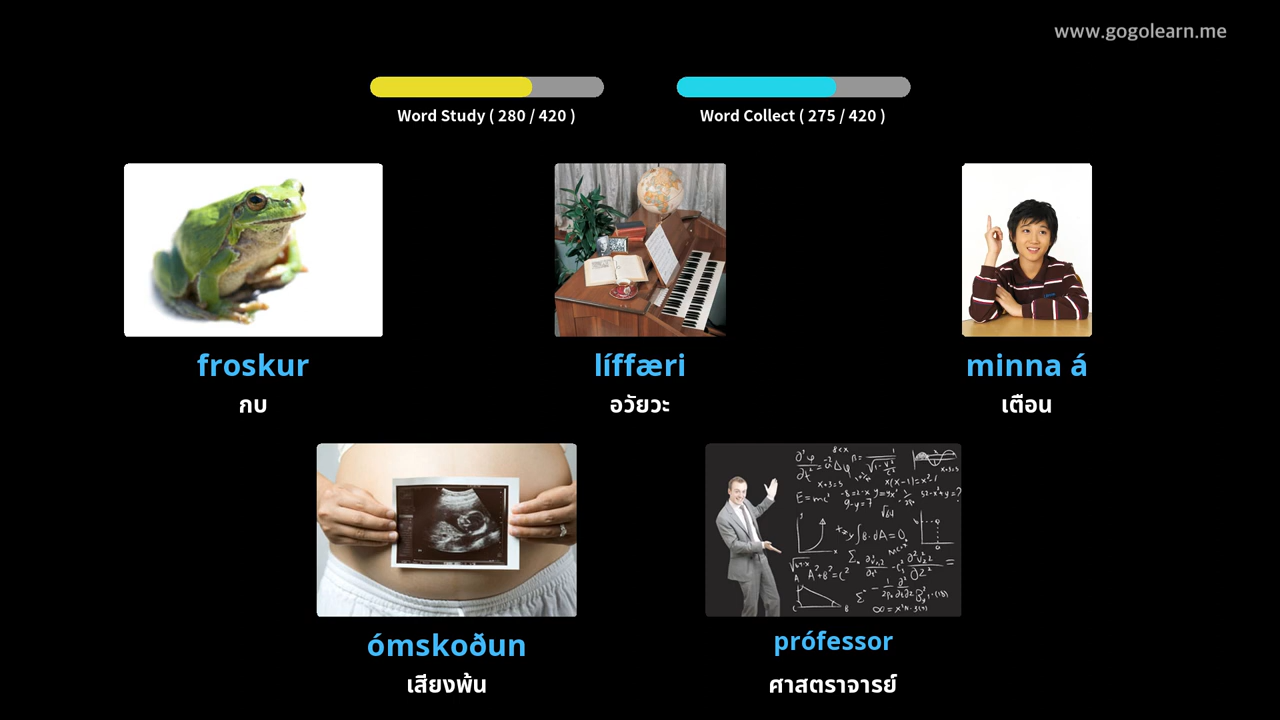 www.gogolearn.me
Word Study ( 280 / 420 )
Word Collect ( 275 / 420 )
froskur
líffæri
minna á
กบ
อวัยวะ
เตือน
ómskoðun
prófessor
เสียงพ้น
ศาสตราจารย์